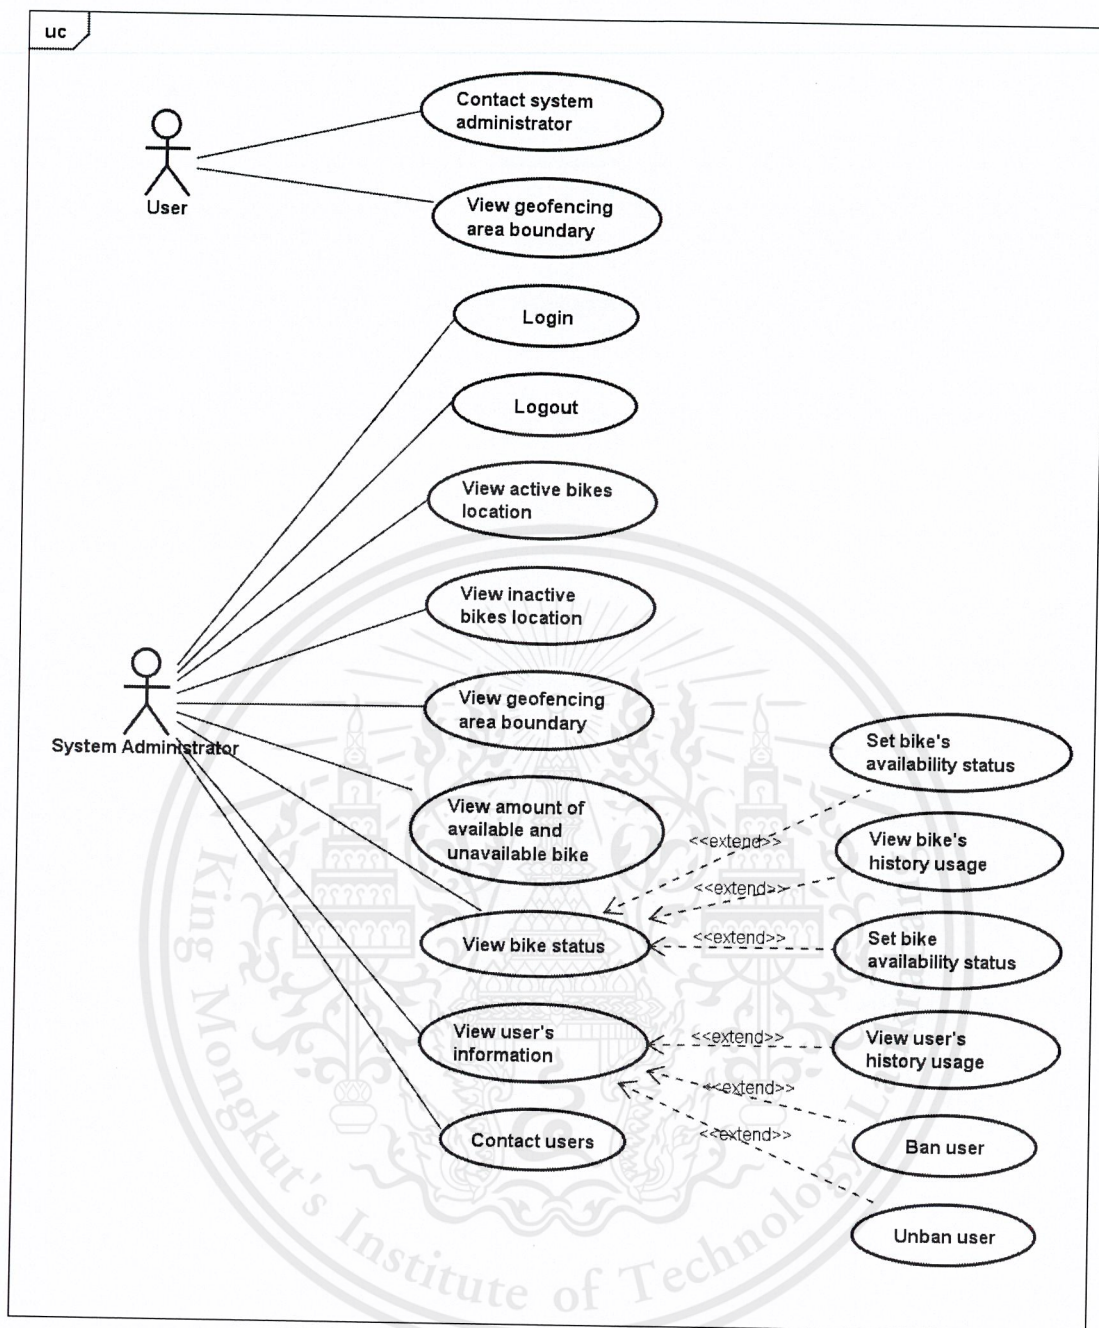 uc
Contact system
administrator
User
View geofencing
area boundary
Login
Logout
View active bikes
location
View inactive
bikes location
System Administrator
View geofencing
area boundary
Set bike's
availability status
View amount of
available and
unavailable bike
<<extend>>
View bike's
history usage
<<extend>>
View bike status
<<extend>>
Set bike
availability status
View user's
information
<<extend>>
View user's
history usage
<<extend>>
Contact users
<<extend>>
Ban user
Unban user
King Mongkut's Institute of Technology